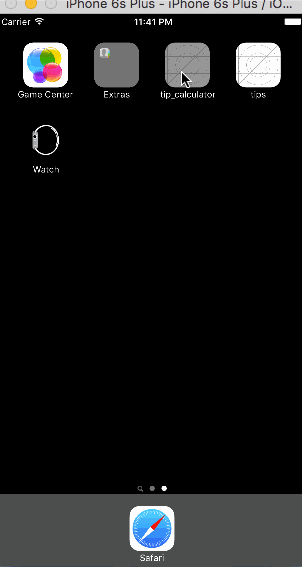 iPhone 6s Plus - iPhone 6s Plus / iO...
Carrier 11:41 PM
Game Center Extras tip_calculator tips
Watch
Safari